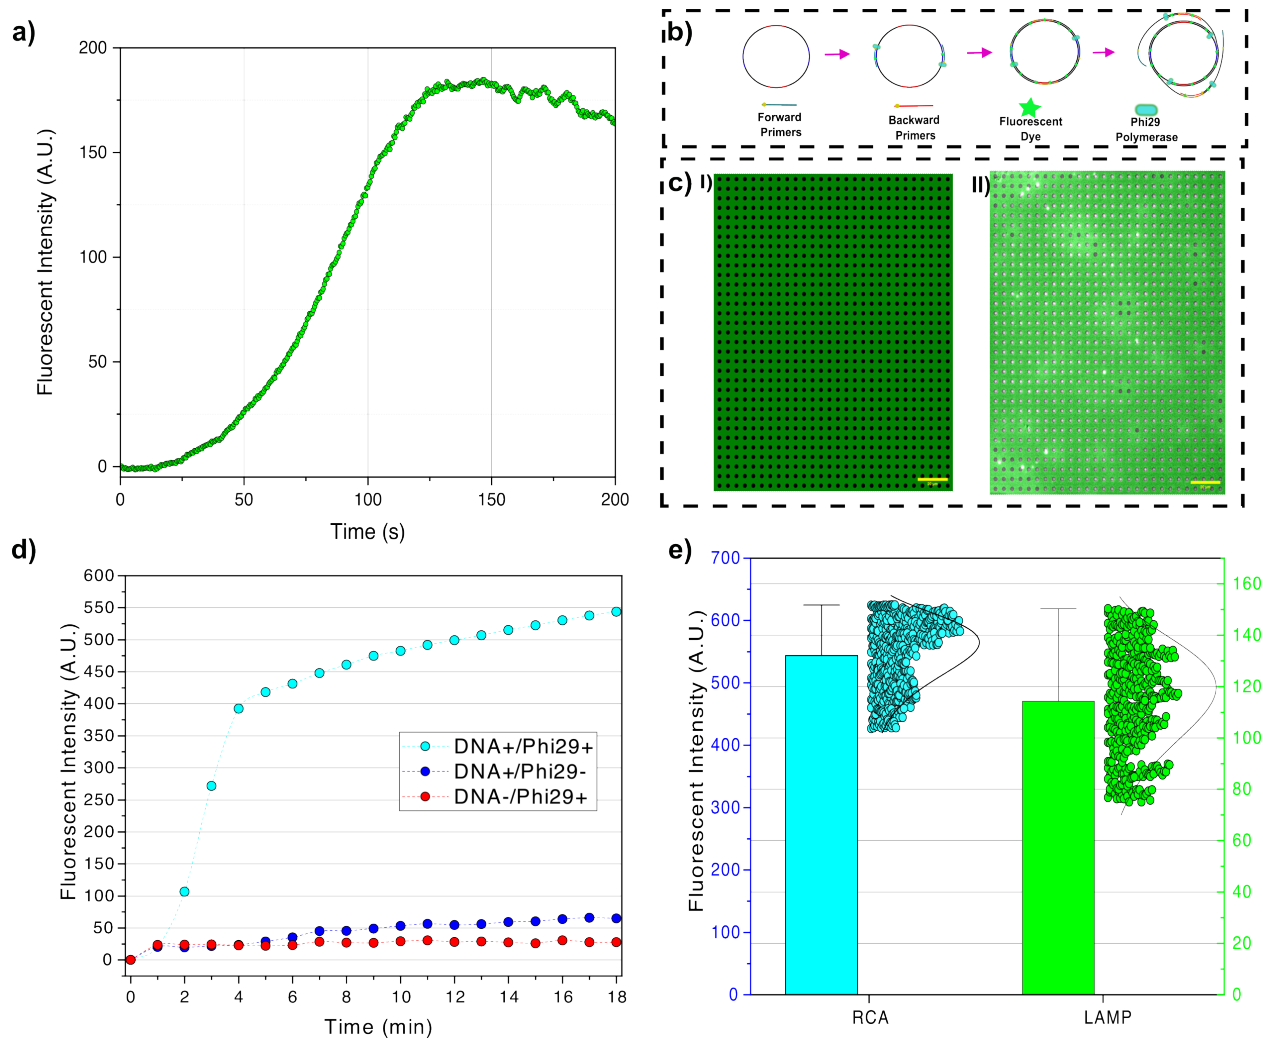 a)
200
150
100
50
0
0 50 100 150 200
Fluorescent Intensity (A.U.)
Time (s)
b)
Forward
Primers
Backward
Primers
Fluorescent
Dye
Phi29
Polymerase
c) I)
II)
d)
600
550
500
450
400
350
300
250
200
150
100
50
0
0 2 4 6 8 10 12 14 16 18
Fluorescent Intensity (A.U.)
Time (min)
DNA+/Phi29+
DNA+/Phi29-
DNA-/Phi29+
e)
700
600
500
400
300
200
100
0
Fluorescent Intensity (A.U.)
160
140
120
100
80
60
40
20
0
RCA LAMP